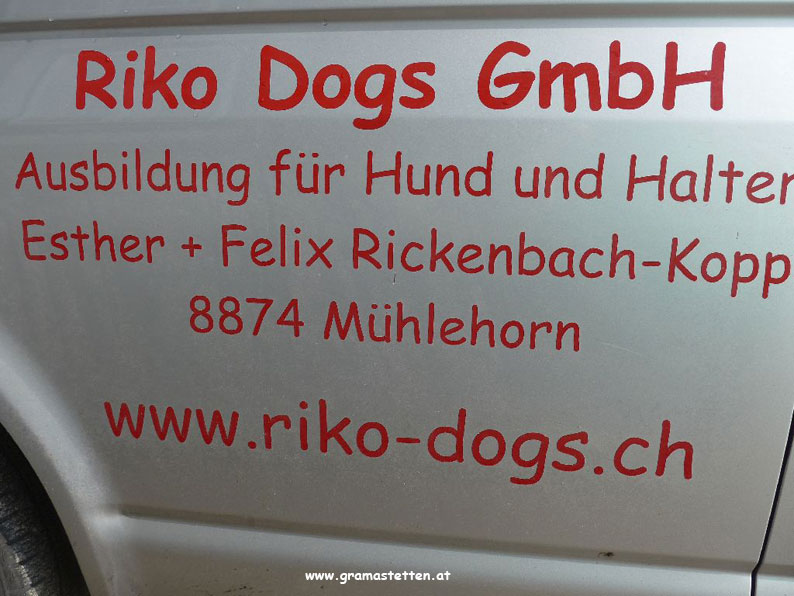 Riko Dogs GmbH
Ausbildung für Hund und Halter
Esther + Felix Rickenbach-Kopp
8874 Mühlehorn
www.riko-dogs.ch
www.gramastetten.at